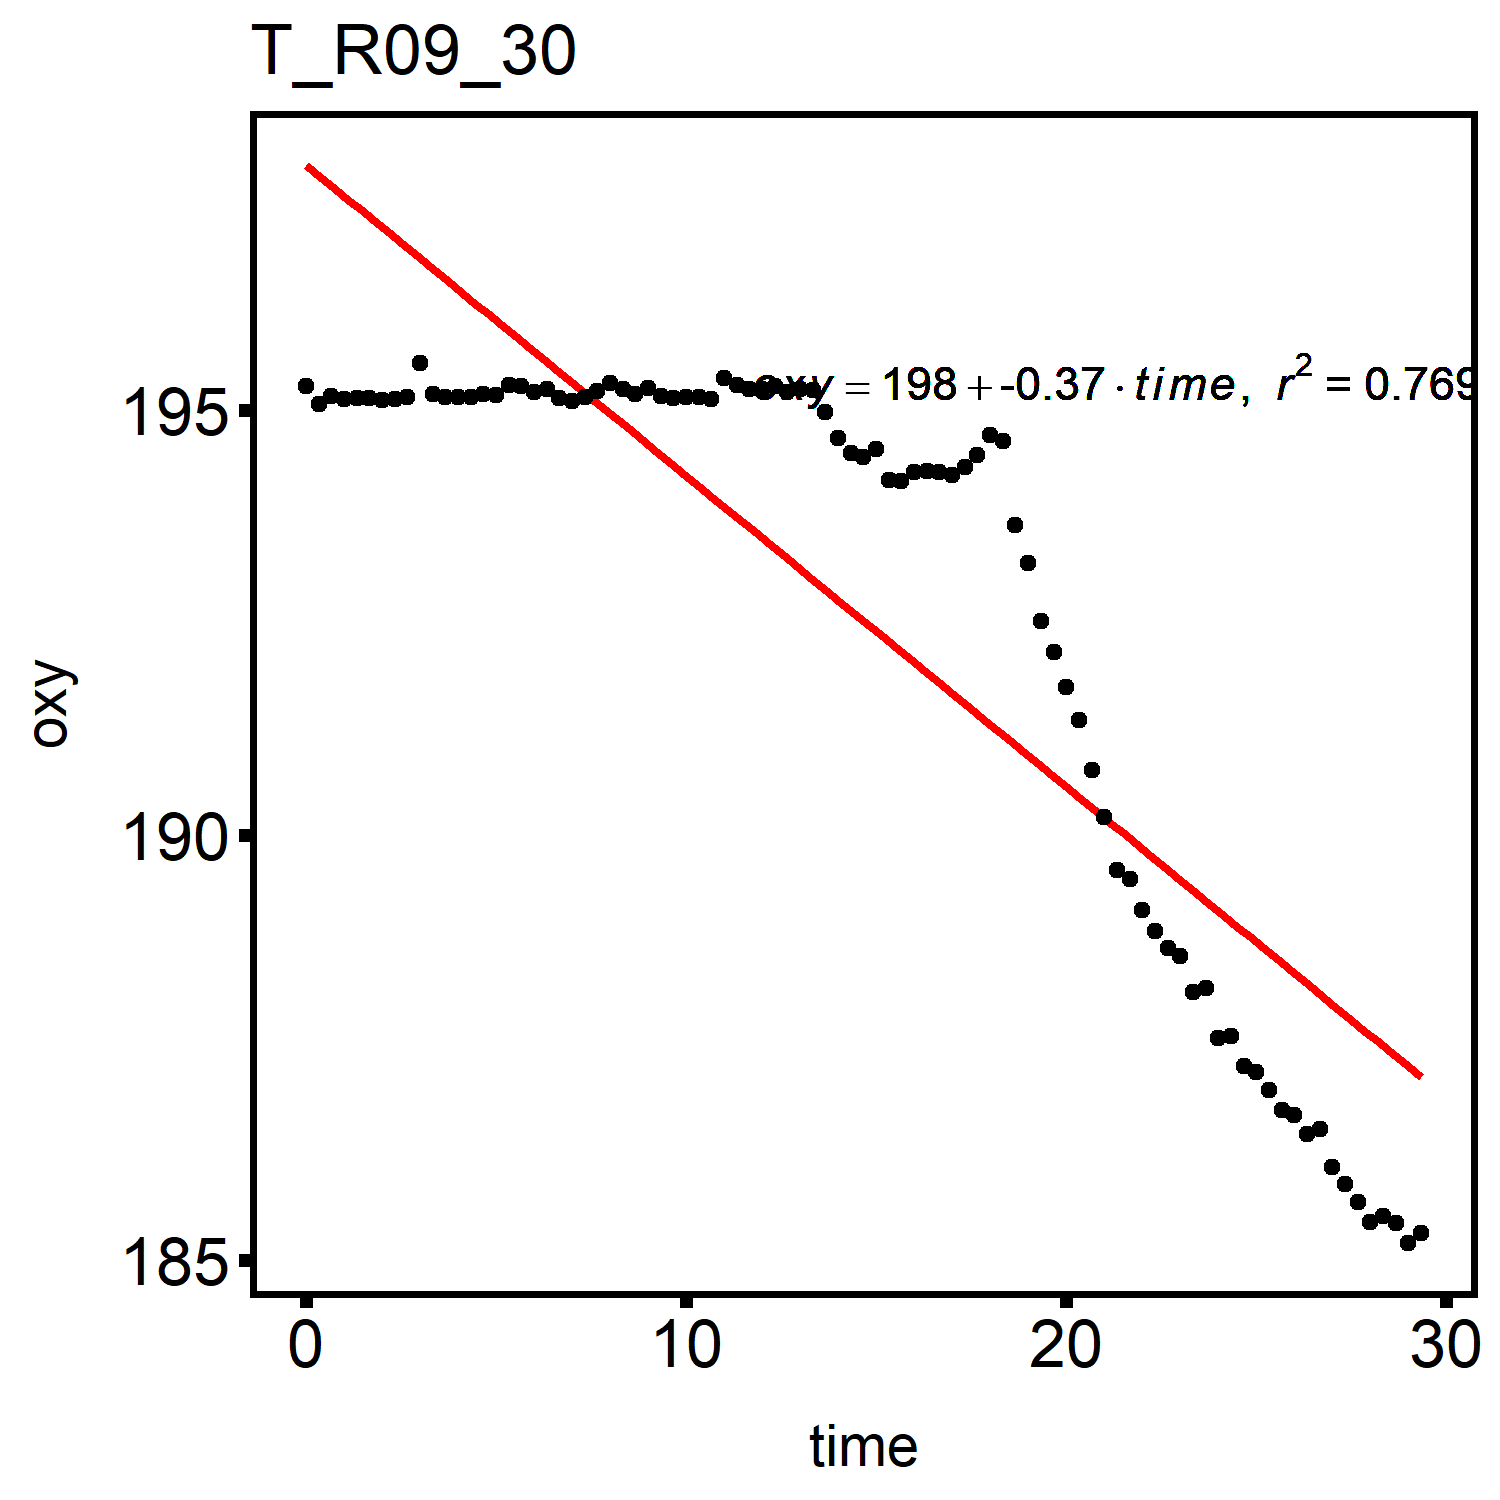 T_R09_30
oxy = 198 + -0.37 · time, r² = 0.769
195
190
185
oxy
0 10 20 30
time